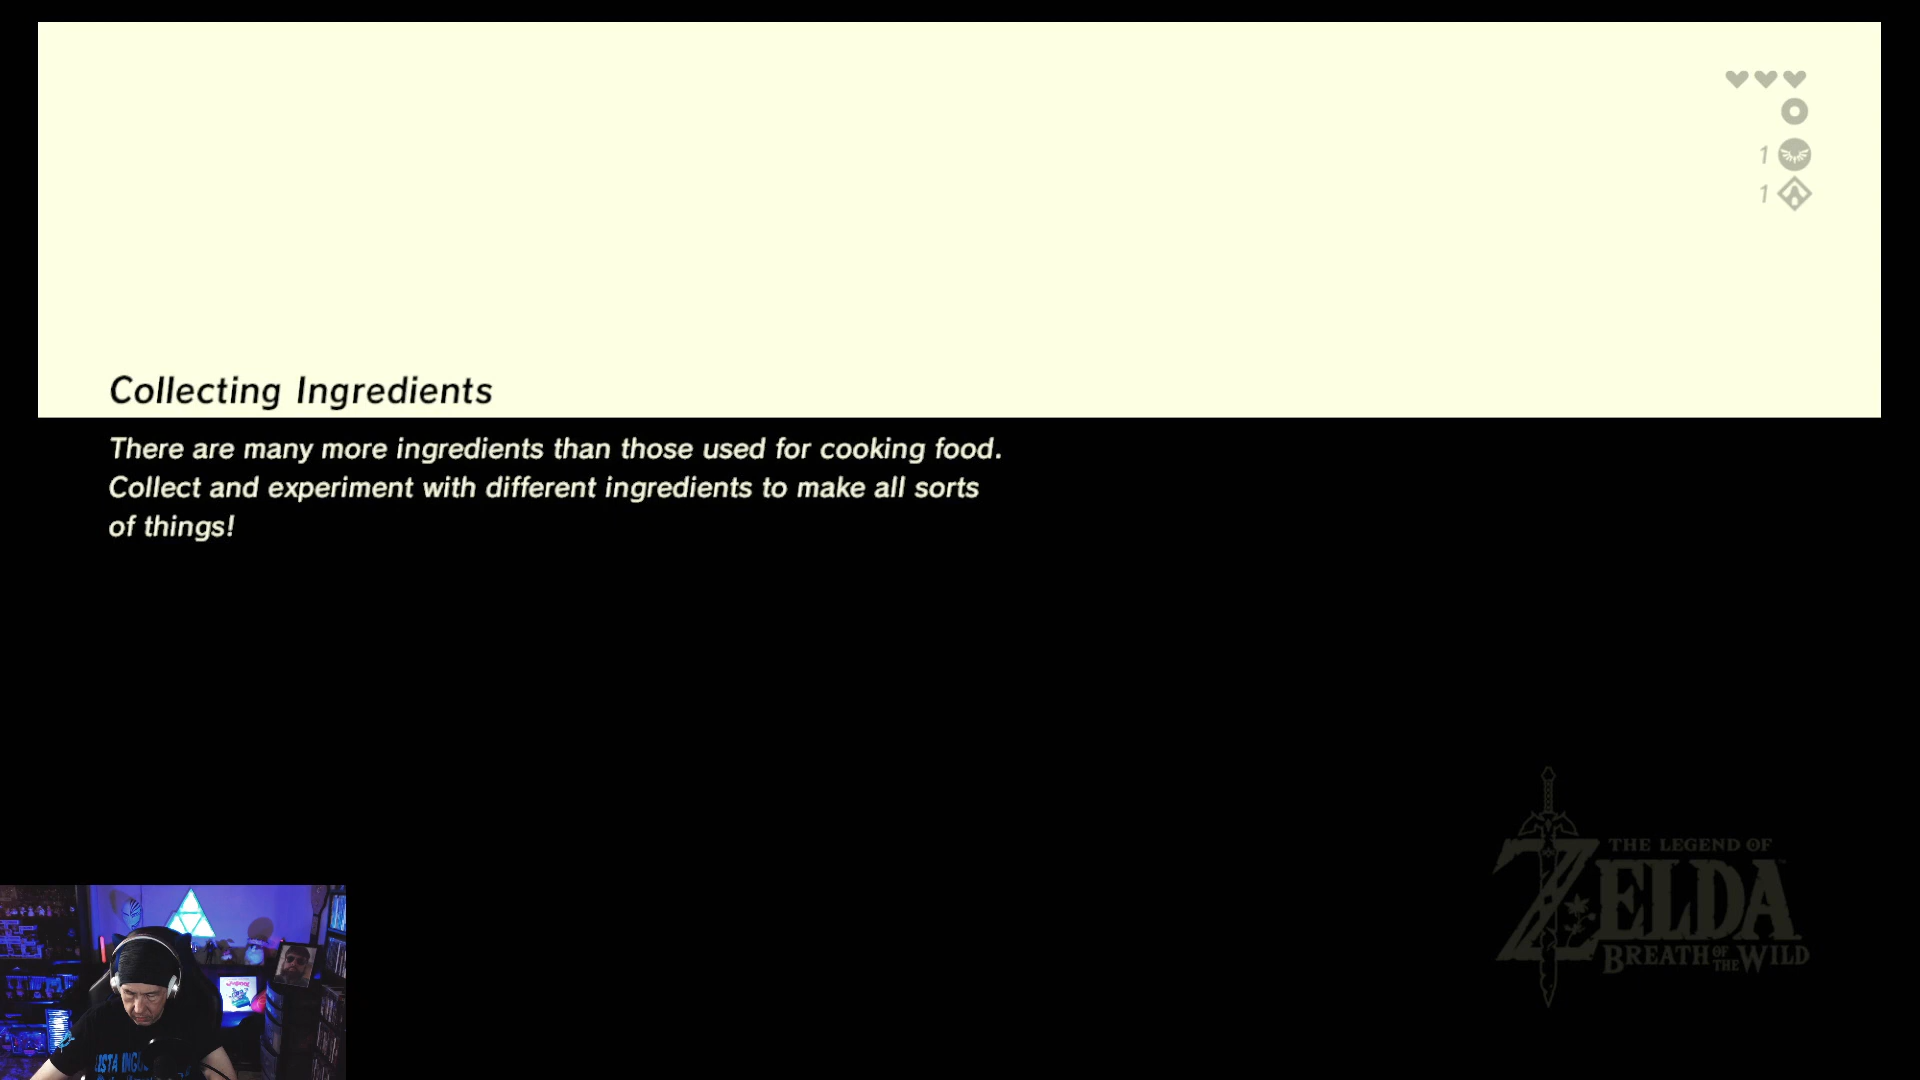 1
1
Collecting Ingredients
There are many more ingredients than those used for cooking food.
Collect and experiment with different ingredients to make all sorts
of things!
THE LEGEND OF
ZELDA
BREATH OF THE WILD